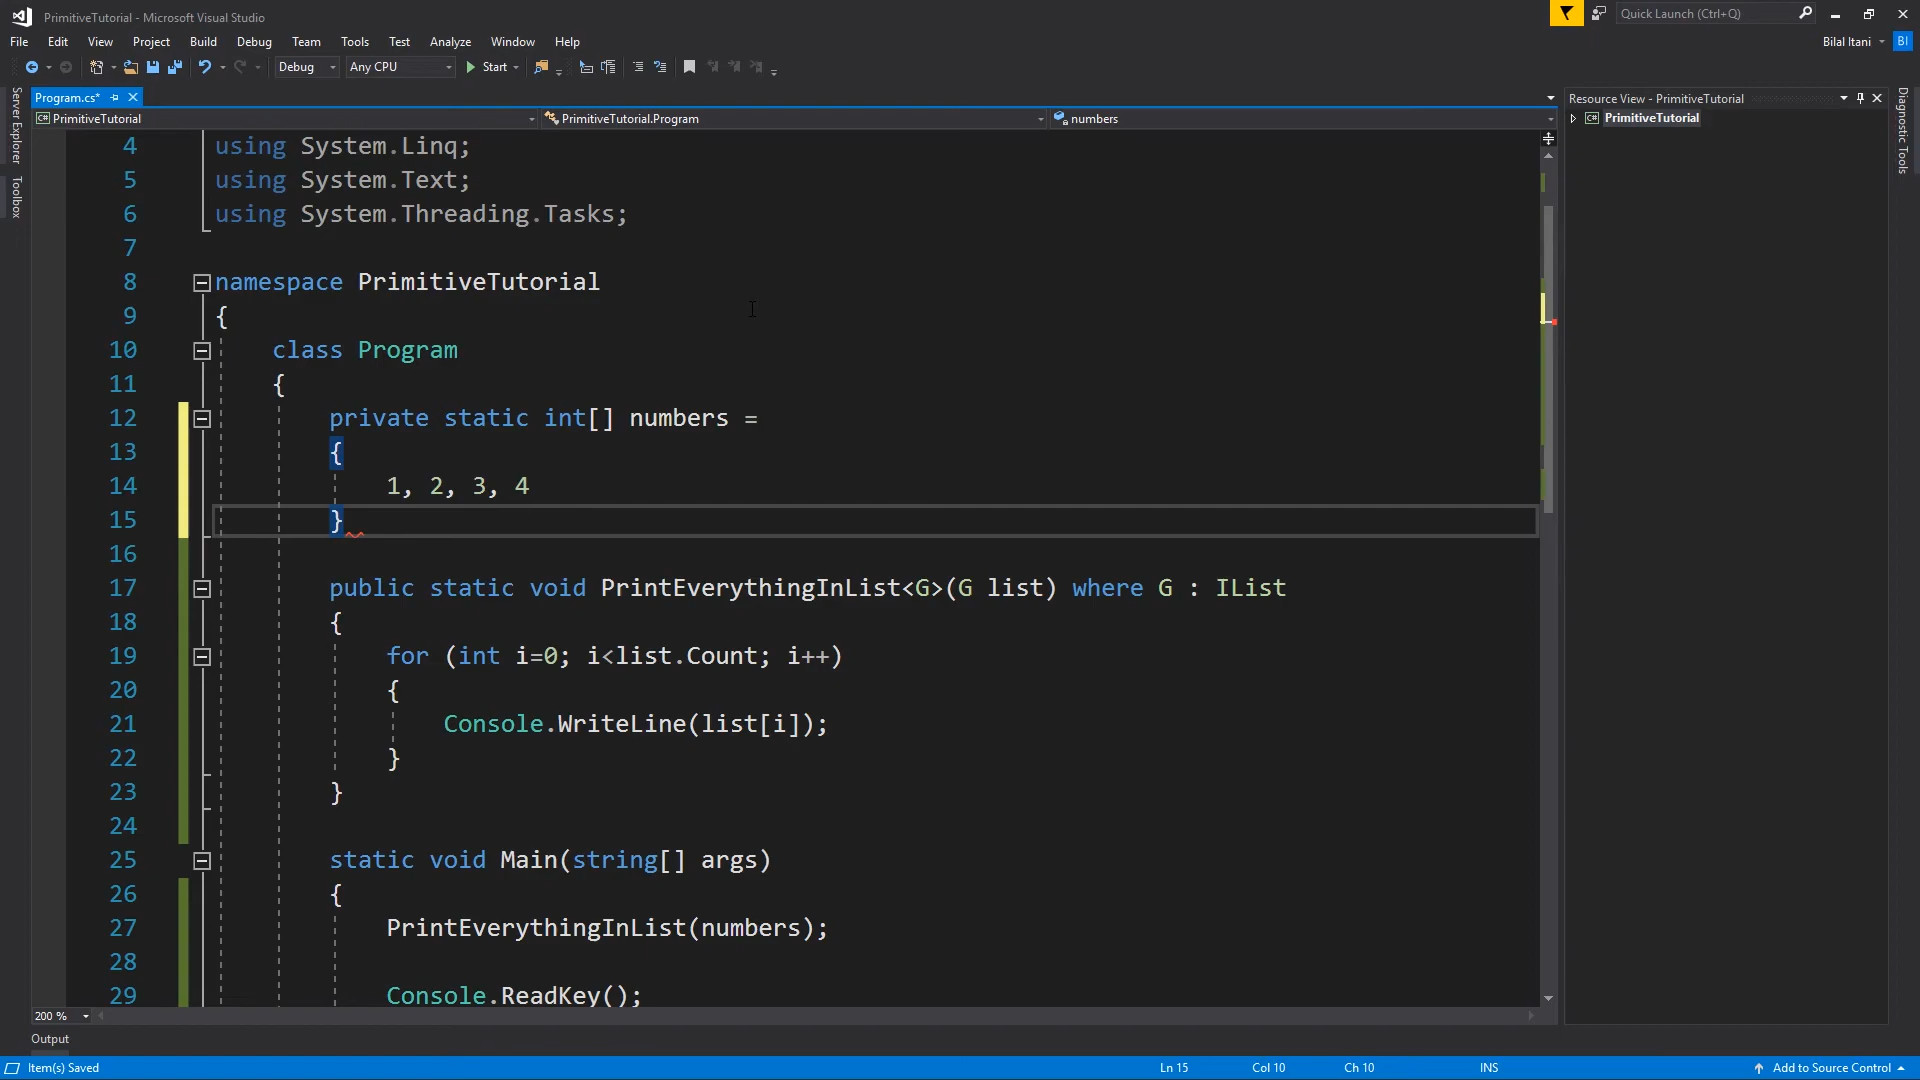 PrimitiveTutorial - Microsoft Visual Studio
Quick Launch (Ctrl+Q)
File Edit View Project Build Debug Team Tools Test Analyze Window Help
Bilal Itani BI
Debug Any CPU Start
Program.cs*
PrimitiveTutorial PrimitiveTutorial.Program numbers
Server Explorer
Toolbox
4 using System.Linq;
5 using System.Text;
6 using System.Threading.Tasks;
7
8 namespace PrimitiveTutorial
9 {
10 class Program
11 {
12 private static int[] numbers =
13 {
14 1, 2, 3, 4
15 }
16
17 public static void PrintEverythingInList<G>(G list) where G : IList
18 {
19 for (int i=0; i<list.Count; i++)
20 {
21 Console.WriteLine(list[i]);
22 }
23 }
24
25 static void Main(string[] args)
26 {
27 PrintEverythingInList(numbers);
28
29 Console.ReadKey();
200 %
Resource View - PrimitiveTutorial
C# PrimitiveTutorial
Diagnostic Tools
Output
Item(s) Saved Ln 15 Col 10 Ch 10 INS Add to Source Control